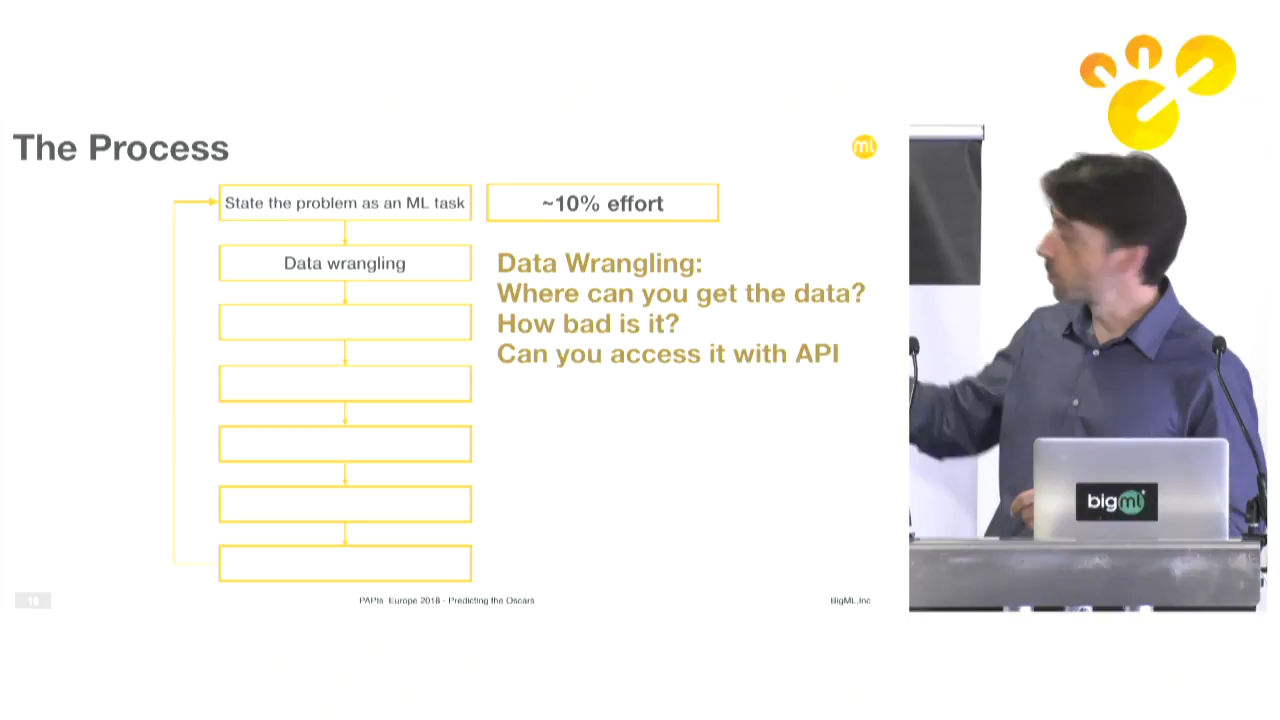 The Process
ml
State the problem as an ML task
~10% effort
Data wrangling
Data Wrangling:
Where can you get the data?
How bad is it?
Can you access it with API
bigml
16
PAPIs Europe 2018 - Predicting the Oscars
BigML,Inc